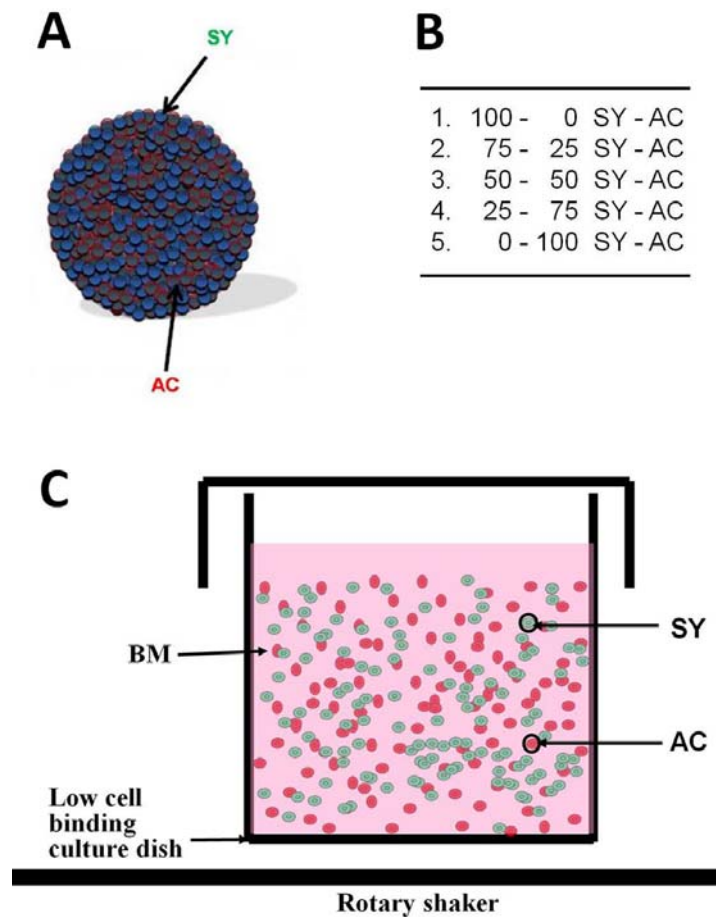 A
SY
AC
B
1. 100 - 0 SY - AC
2. 75 - 25 SY - AC
3. 50 - 50 SY - AC
4. 25 - 75 SY - AC
5. 0 - 100 SY - AC
C
SY
BM
AC
Low cell
binding
culture dish
Rotary shaker